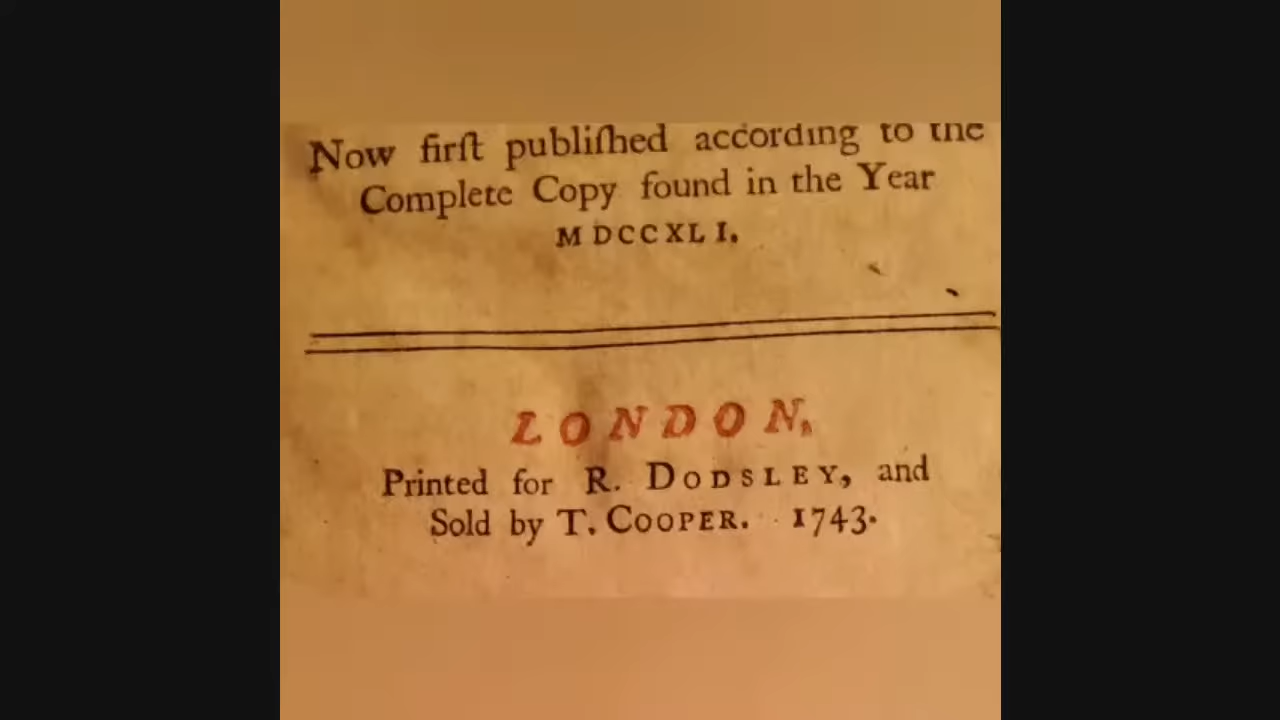 Now firſt publiſhed according to the
Complete Copy found in the Year
MDCCXLI.
LONDON,
Printed for R. DODSLEY, and
Sold by T. COOPER. 1743.